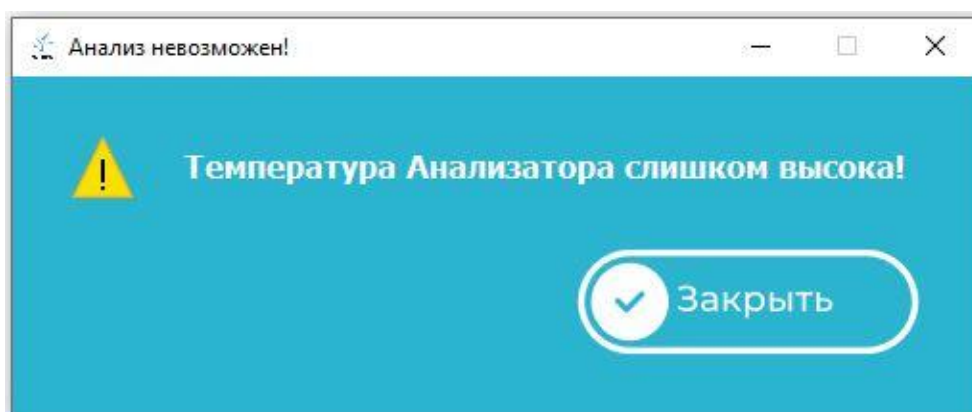 Анализ невозможен!
Температура Анализатора слишком высока!
Закрыть